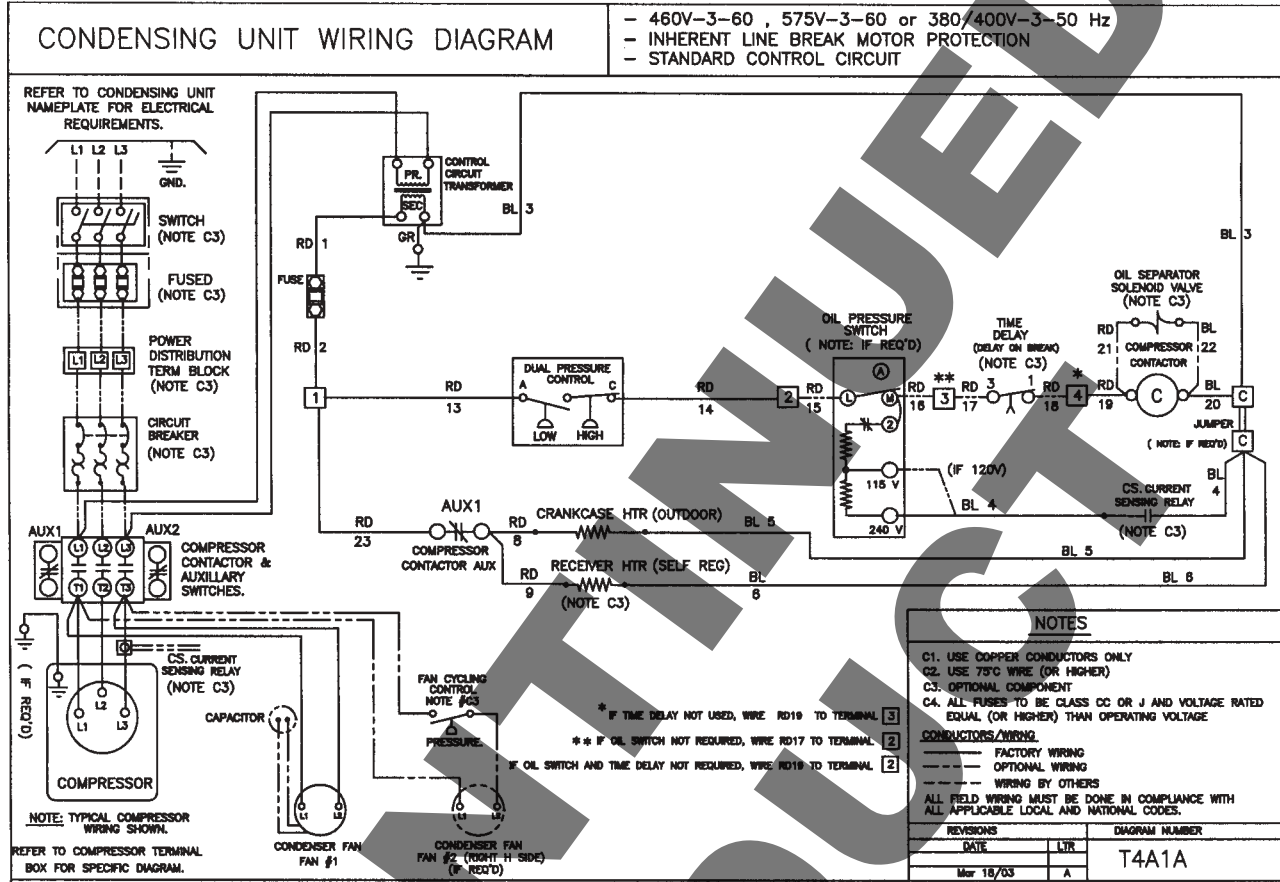 CONDENSING UNIT WIRING DIAGRAM
- 460V-3-60 , 575V-3-60 or 380/400V-3-50 Hz
- INHERENT LINE BREAK MOTOR PROTECTION
- STANDARD CONTROL CIRCUIT
REFER TO CONDENSING UNIT
NAMEPLATE FOR ELECTRICAL
REQUIREMENTS.
L1 L2 L3
GND.
SWITCH
(NOTE C3)
FUSED
(NOTE C3)
L1 L2 L3
POWER
DISTRIBUTION
TERM BLOCK
(NOTE C3)
CIRCUIT
BREAKER
(NOTE C3)
AUX1
L1 L2 L3
AUX2
T1 T2 T3
COMPRESSOR
CONTACTOR &
AUXILLARY
SWITCHES.
( IF REQ'D)
CS. CURRENT
SENSING RELAY
(NOTE C3)
L1
L2
L3
COMPRESSOR
NOTE: TYPICAL COMPRESSOR
WIRING SHOWN.
REFER TO COMPRESSOR TERMINAL
BOX FOR SPECIFIC DIAGRAM.
PR.
SEC
CONTROL
CIRCUIT
TRANSFORMER
GR
BL 3
RD 1
FUSE
RD 2
1
RD
13
DUAL PRESSURE
CONTROL
A
C
LOW
HIGH
RD
14
2
RD
15
OIL PRESSURE
SWITCH
( NOTE: IF REQ'D)
A
L
M
2
115 V
240 V
(IF 120V)
BL 4
RD
16
**
3
RD
17
TIME
DELAY
(DELAY ON BREAK)
(NOTE C3)
3
1
RD
18
*
4
RD
19
OIL SEPARATOR
SOLENOID VALVE
(NOTE C3)
RD
21
BL
22
COMPRESSOR
CONTACTOR
C
BL
20
BL 3
C
JUMPER
( NOTE: IF REQ'D)
C
BL
4
CS. CURRENT
SENSING RELAY
(NOTE C3)
RD
23
AUX1
COMPRESSOR
CONTACTOR AUX
RD
8
CRANKCASE HTR (OUTDOOR)
BL 5
BL 5
RD
9
RECEIVER HTR (SELF REG)
(NOTE C3)
BL
6
BL 6
CAPACITOR
L1
CONDENSER FAN
FAN #1
FAN CYCLING
CONTROL
NOTE #C3
PRESSURE.
L1
CONDENSER FAN
FAN #2 (RIGHT H SIDE)
(IF REQ'D)
* IF TIME DELAY NOT USED, WIRE RD19 TO TERMINAL 3
** IF OIL SWITCH NOT REQUIRED, WIRE RD17 TO TERMINAL 2
IF OIL SWITCH AND TIME DELAY NOT REQUIRED, WIRE RD19 TO TERMINAL 2
NOTES
C1. USE COPPER CONDUCTORS ONLY
C2. USE 75°C WIRE (OR HIGHER)
C3. OPTIONAL COMPONENT
C4. ALL FUSES TO BE CLASS CC OR J AND VOLTAGE RATED
EQUAL (OR HIGHER) THAN OPERATING VOLTAGE
CONDUCTORS/WIRNG
FACTORY WIRING
OPTIONAL WIRING
WIRING BY OTHERS
ALL FIELD WIRING MUST BE DONE IN COMPLIANCE WITH
ALL APPLICABLE LOCAL AND NATIONAL CODES.
REVISIONS
DATE
LTR
Mar 18/03
A
DIAGRAM NUMBER
T4A1A